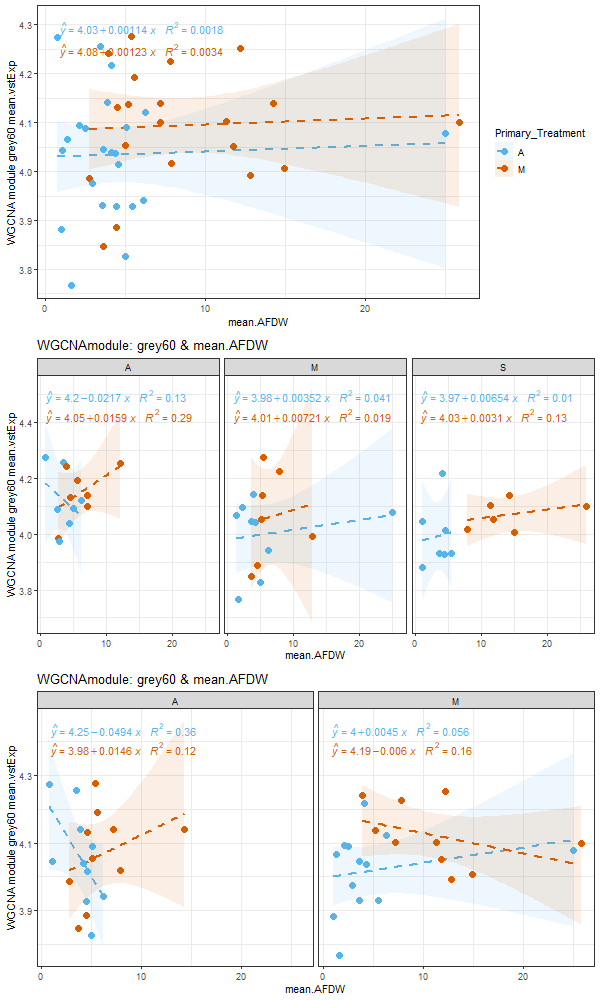 ŷ = 4.03+0.00114 x   R² = 0.0018
ŷ = 4.08+0.00123 x   R² = 0.0034
4.3
4.2
4.1
4.0
3.9
3.8
0
10
20
mean.AFDW
WGCNA module grey60 mean.vstExp
Primary_Treatment
A
M
WGCNAmodule: grey60 & mean.AFDW
A
M
S
ŷ = 4.2−0.0217 x   R² = 0.13
ŷ = 4.05+0.0159 x   R² = 0.29
ŷ = 3.98+0.00352 x   R² = 0.041
ŷ = 4.01+0.00721 x   R² = 0.019
ŷ = 3.97+0.00654 x   R² = 0.01
ŷ = 4.03+0.0031 x   R² = 0.13
4.4
4.2
4.0
3.8
0
10
20
0
10
20
0
10
20
mean.AFDW
WGCNA module grey60 mean.vstExp
WGCNAmodule: grey60 & mean.AFDW
A
M
ŷ = 4.25−0.0494 x   R² = 0.36
ŷ = 3.98+0.0146 x   R² = 0.12
ŷ = 4+0.0045 x   R² = 0.056
ŷ = 4.19−0.006 x   R² = 0.16
4.3
4.1
3.9
0
10
20
0
10
20
mean.AFDW
WGCNA module grey60 mean.vstExp